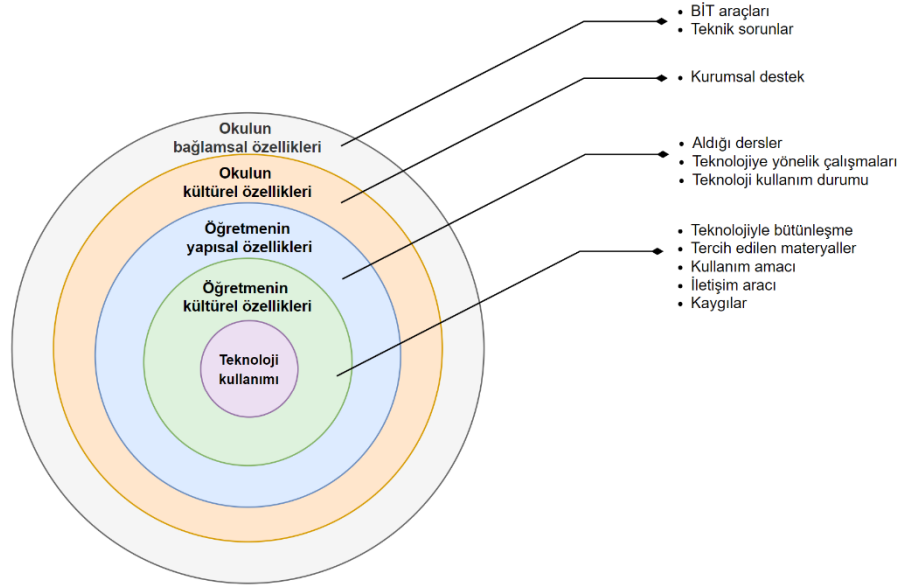 • BİT araçları
• Teknik sorunlar
• Kurumsal destek
Okulun
bağlamsal özellikleri
• Aldığı dersler
• Teknolojiye yönelik çalışmaları
• Teknoloji kullanım durumu
Okulun
kültürel özellikleri
Öğretmenin
yapısal özellikleri
• Teknolojiyle bütünleşme
• Tercih edilen materyaller
• Kullanım amacı
• İletişim aracı
• Kaygılar
Öğretmenin
kültürel özellikleri
Teknoloji
kullanımı